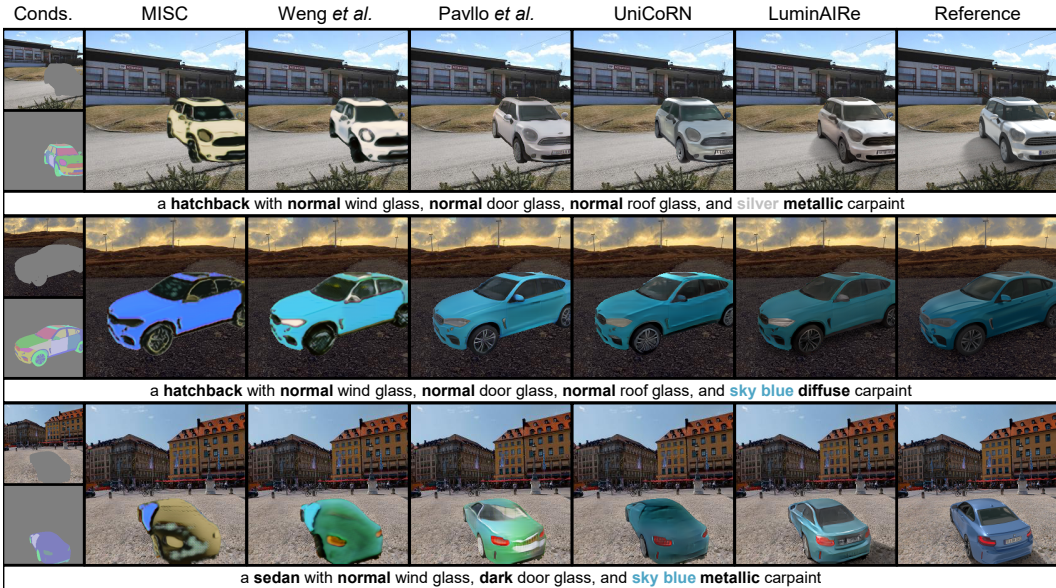 Conds. MISC Weng et al. Pavllo et al. UniCoRN LuminAIRe Reference
a hatchback with normal wind glass, normal door glass, normal roof glass, and silver metallic carpaint
a hatchback with normal wind glass, normal door glass, normal roof glass, and sky blue diffuse carpaint
a sedan with normal wind glass, dark door glass, and sky blue metallic carpaint